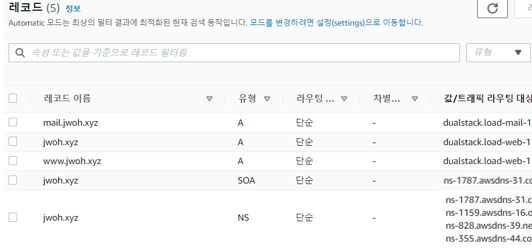 레코드 (5) 정보
Automatic 모드는 최상의 필터 결과에 최적화된 현재 검색 동작입니다. 모드를 변경하려면 설정(settings)으로 이동합니다.
속성 또는 값을 기준으로 레코드 필터링
유형
레코드 이름 유형 라우팅 ... 차별... 값/트래픽 라우팅 대상
mail.jwoh.xyz A 단순 - dualstack.load-mail-1
jwoh.xyz A 단순 - dualstack.load-web-1
www.jwoh.xyz A 단순 - dualstack.load-web-1
jwoh.xyz SOA 단순 - ns-1787.awsdns-31.co
ns-1787.awsdns-31.c
jwoh.xyz NS 단순 - ns-1159.awsdns-16.o
ns-828.awsdns-39.ne
ns-355.awsdns-44.co